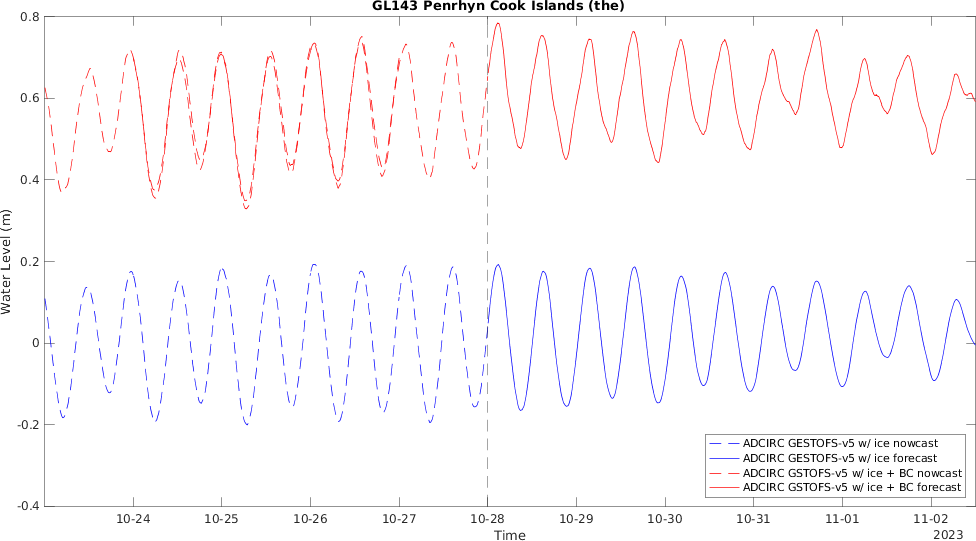 GL143 Penrhyn Cook Islands (the)
0.8
0.6
0.4
0.2
0
-0.2
-0.4
Water Level (m)
ADCIRC GESTOFS-v5 w/ ice nowcast
ADCIRC GESTOFS-v5 w/ ice forecast
ADCIRC GSTOFS-v5 w/ ice + BC nowcast
ADCIRC GSTOFS-v5 w/ ice + BC forecast
10-24 10-25 10-26 10-27 10-28 10-29 10-30 10-31 11-01 11-02
Time
2023